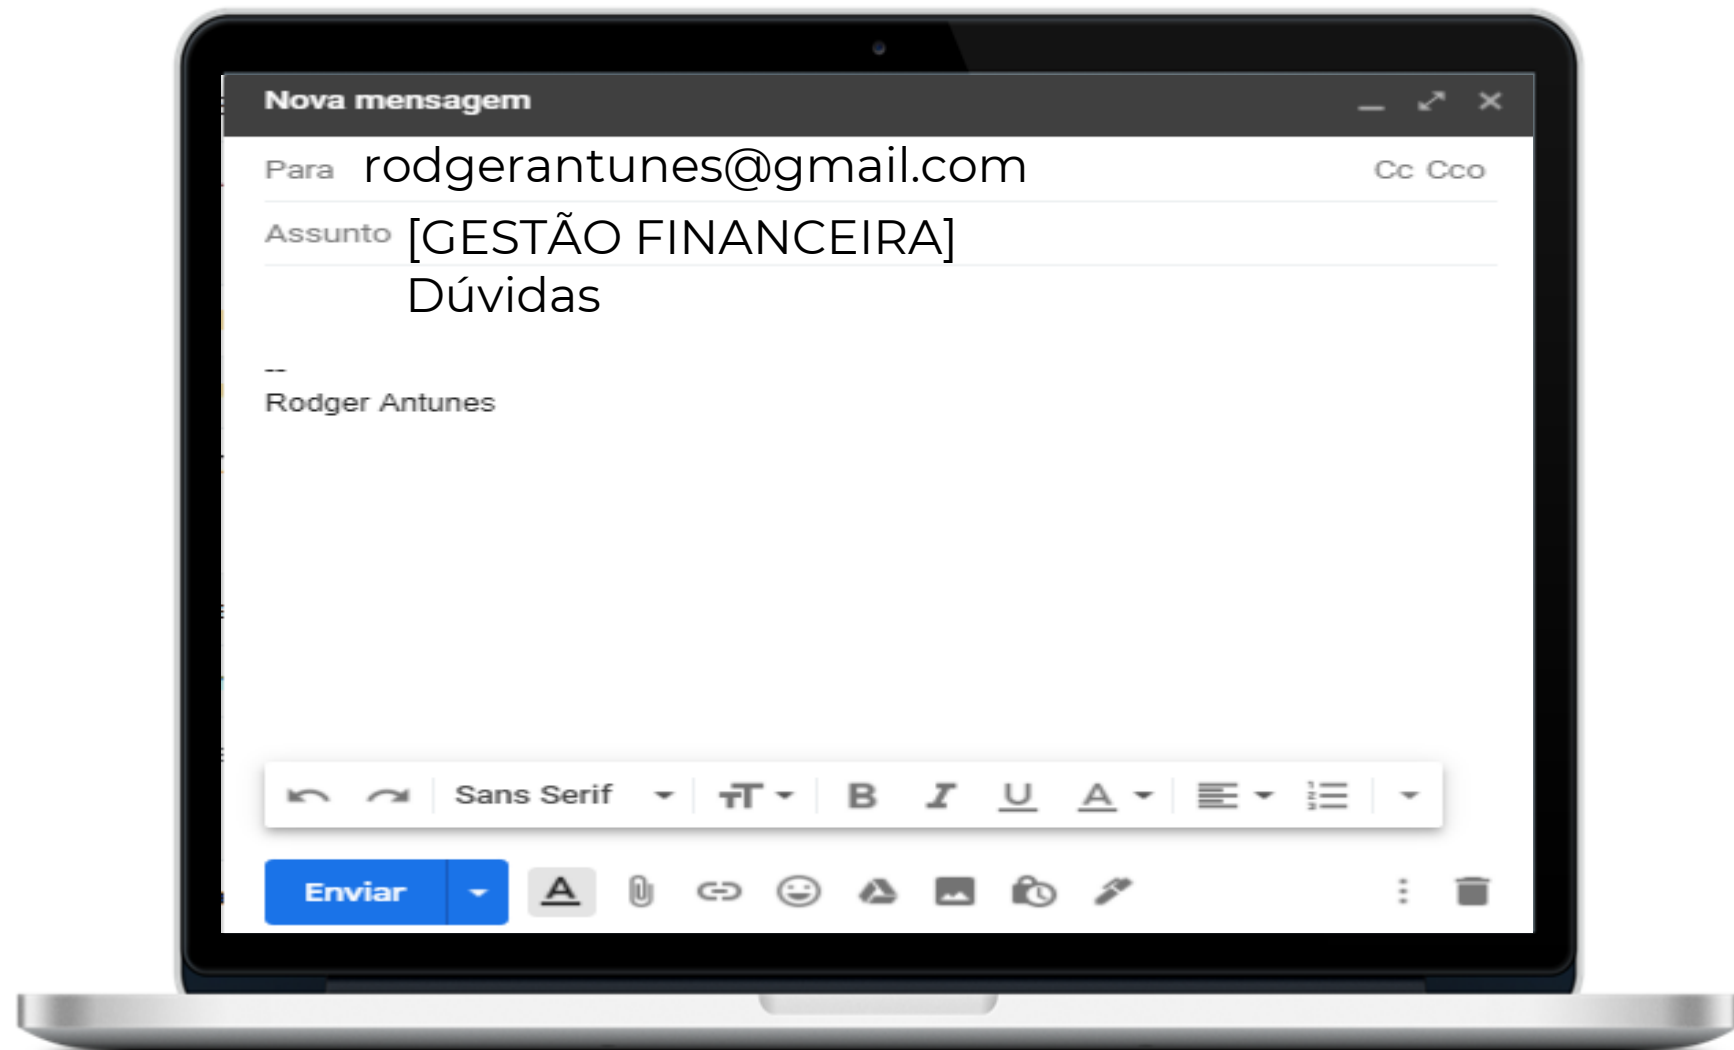 Nova mensagem
Para rodgerantunes@gmail.com Cc Cco
Assunto [GESTÃO FINANCEIRA]
Dúvidas
--
Rodger Antunes
Sans Serif
Enviar